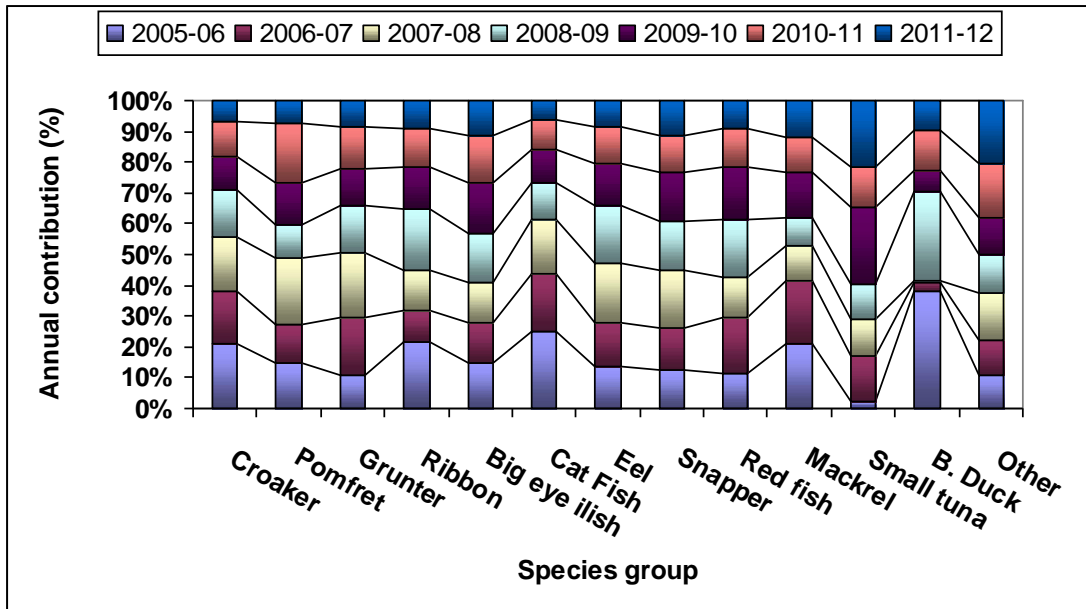 2005-06 2006-07 2007-08 2008-09 2009-10 2010-11 2011-12
Annual contribution (%)
100%
90%
80%
70%
60%
50%
40%
30%
20%
10%
0%
Croaker
Pomfret
Grunter
Ribbon
Big eye ilish
Cat Fish
Eel
Snapper
Red fish
Mackrel
Small tuna
B. Duck
Other
Species group